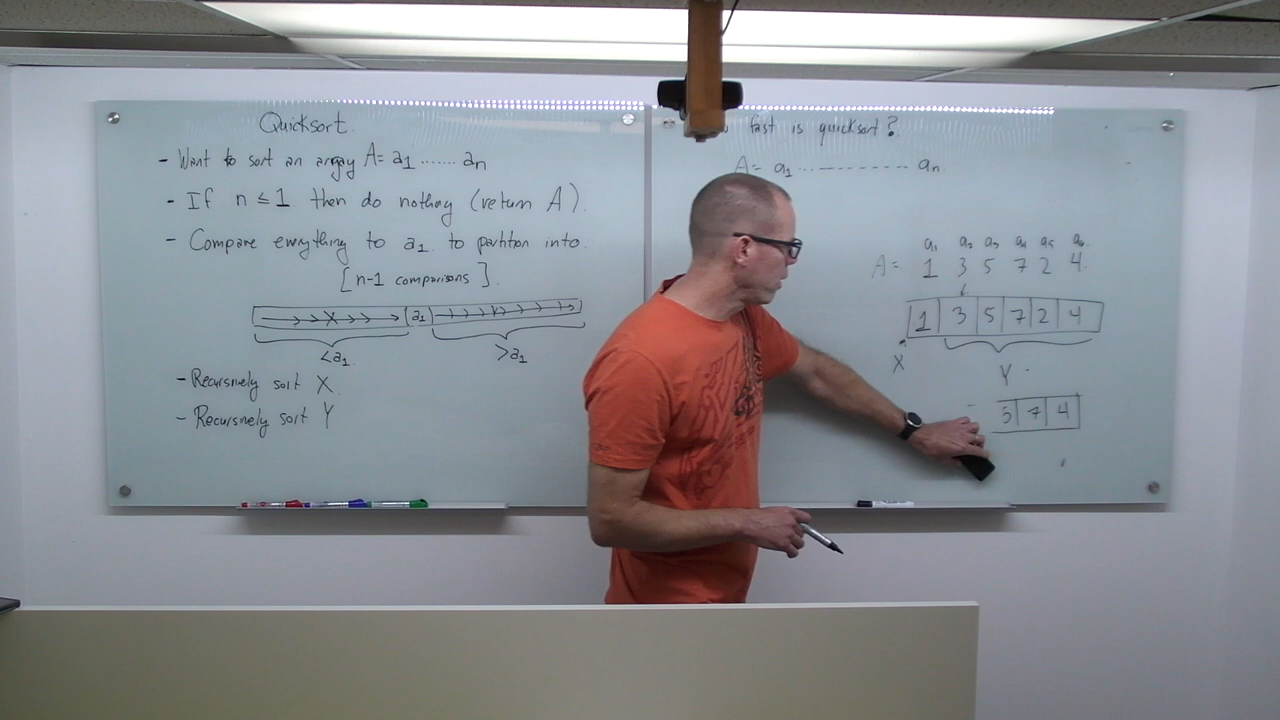 Quicksort.
- Want to sort an array A = a1 ....... an
- If n ≤ 1 then do nothing (return A).
- Compare everything to a1 to partition into.
[n-1 comparisons].
X a1 Y
<a1. >a1
- Recursively sort X
- Recursively sort Y
fast is quicksort?
A = a1 ------------ an.
a1 a2 a3 a4 a5 a6
A = 1 3 5 7 2 4.
1 3 5 7 2 4
X Y
5 7 4